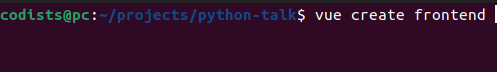 codists@pc:~/projects/python-talk$ vue create frontend